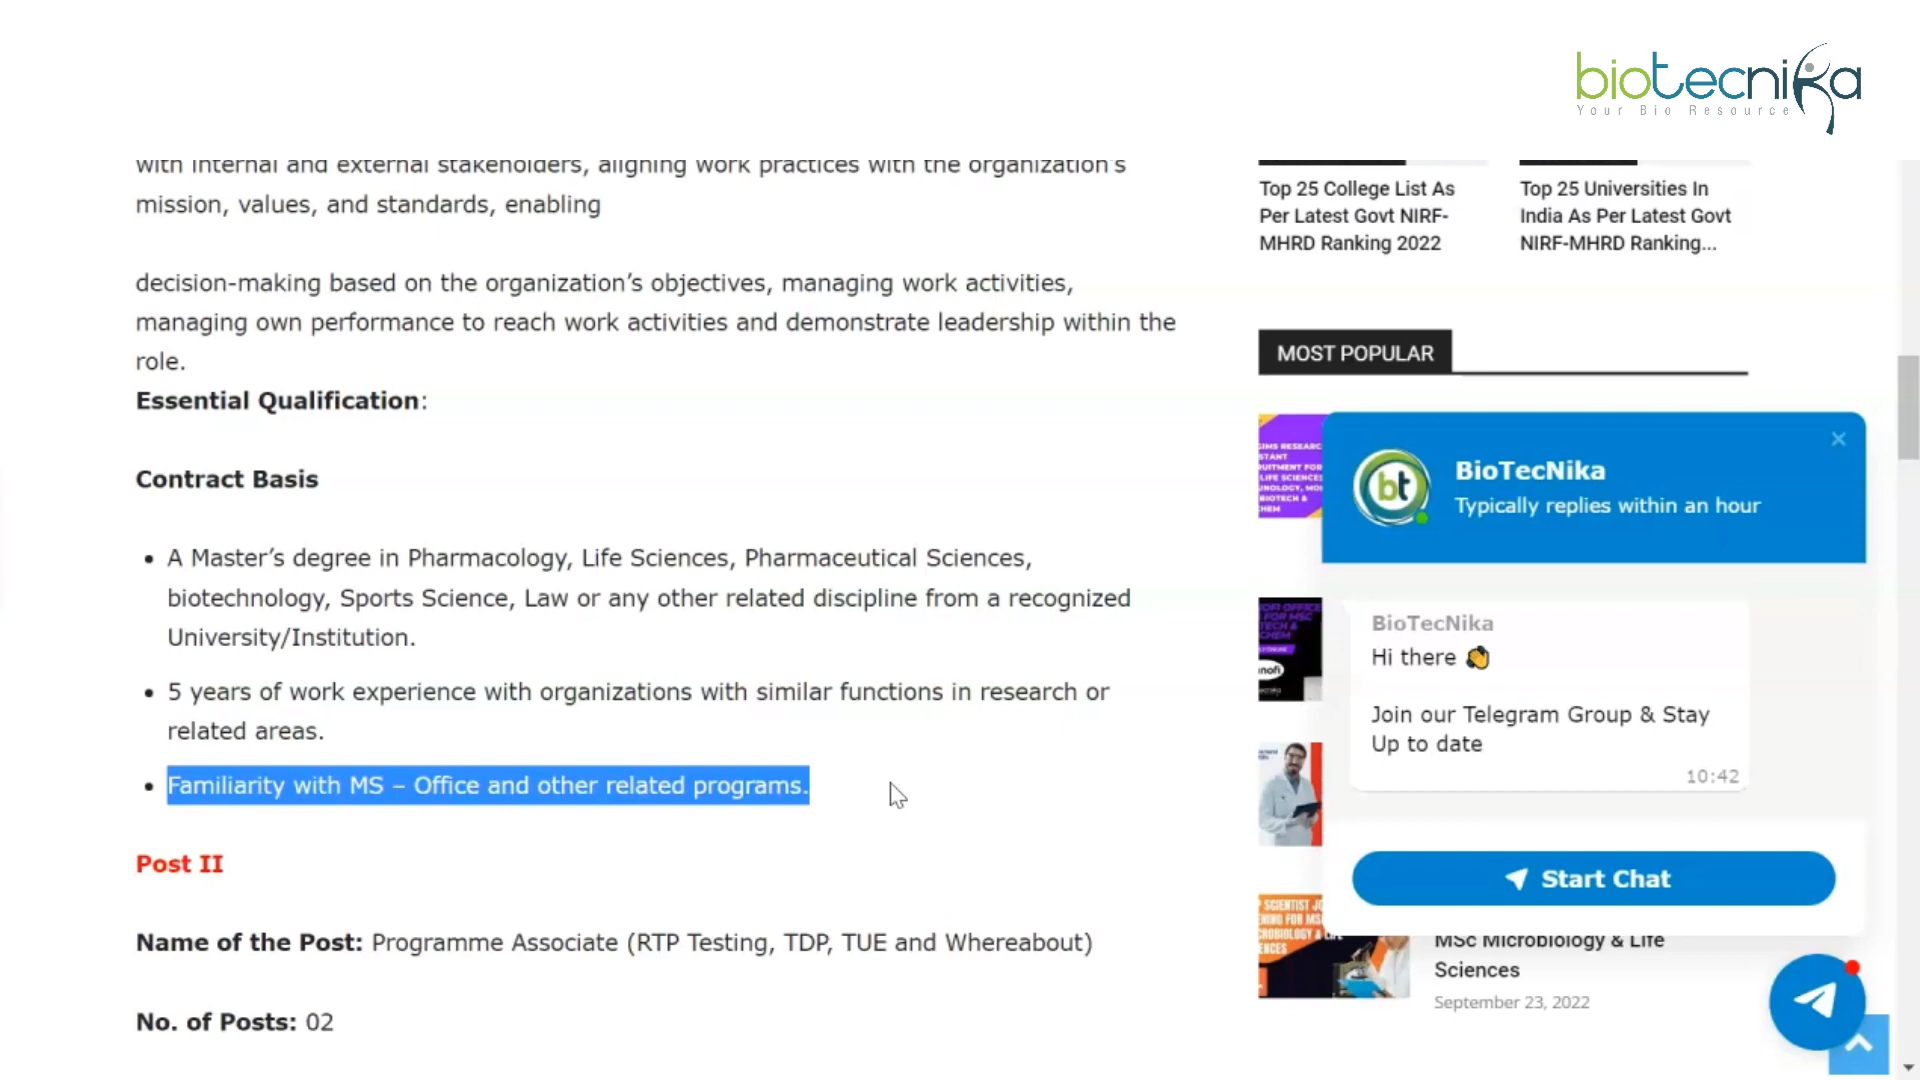 biotecnika
Your Bio Resource
with internal and external stakeholders, aligning work practices with the organization's
mission, values, and standards, enabling
decision-making based on the organization’s objectives, managing work activities,
managing own performance to reach work activities and demonstrate leadership within the
role.
Essential Qualification:
Contract Basis
• A Master’s degree in Pharmacology, Life Sciences, Pharmaceutical Sciences,
biotechnology, Sports Science, Law or any other related discipline from a recognized
University/Institution.
• 5 years of work experience with organizations with similar functions in research or
related areas.
• Familiarity with MS – Office and other related programs.
Post II
Name of the Post: Programme Associate (RTP Testing, TDP, TUE and Whereabout)
No. of Posts: 02
Top 25 College List As
Per Latest Govt NIRF-
MHRD Ranking 2022
Top 25 Universities In
India As Per Latest Govt
NIRF-MHRD Ranking...
MOST POPULAR
bt
BioTecNika
Typically replies within an hour
BioTecNika
Hi there
Join our Telegram Group & Stay
Up to date
10:42
Start Chat
MSc Microbiology & Life
Sciences
September 23, 2022